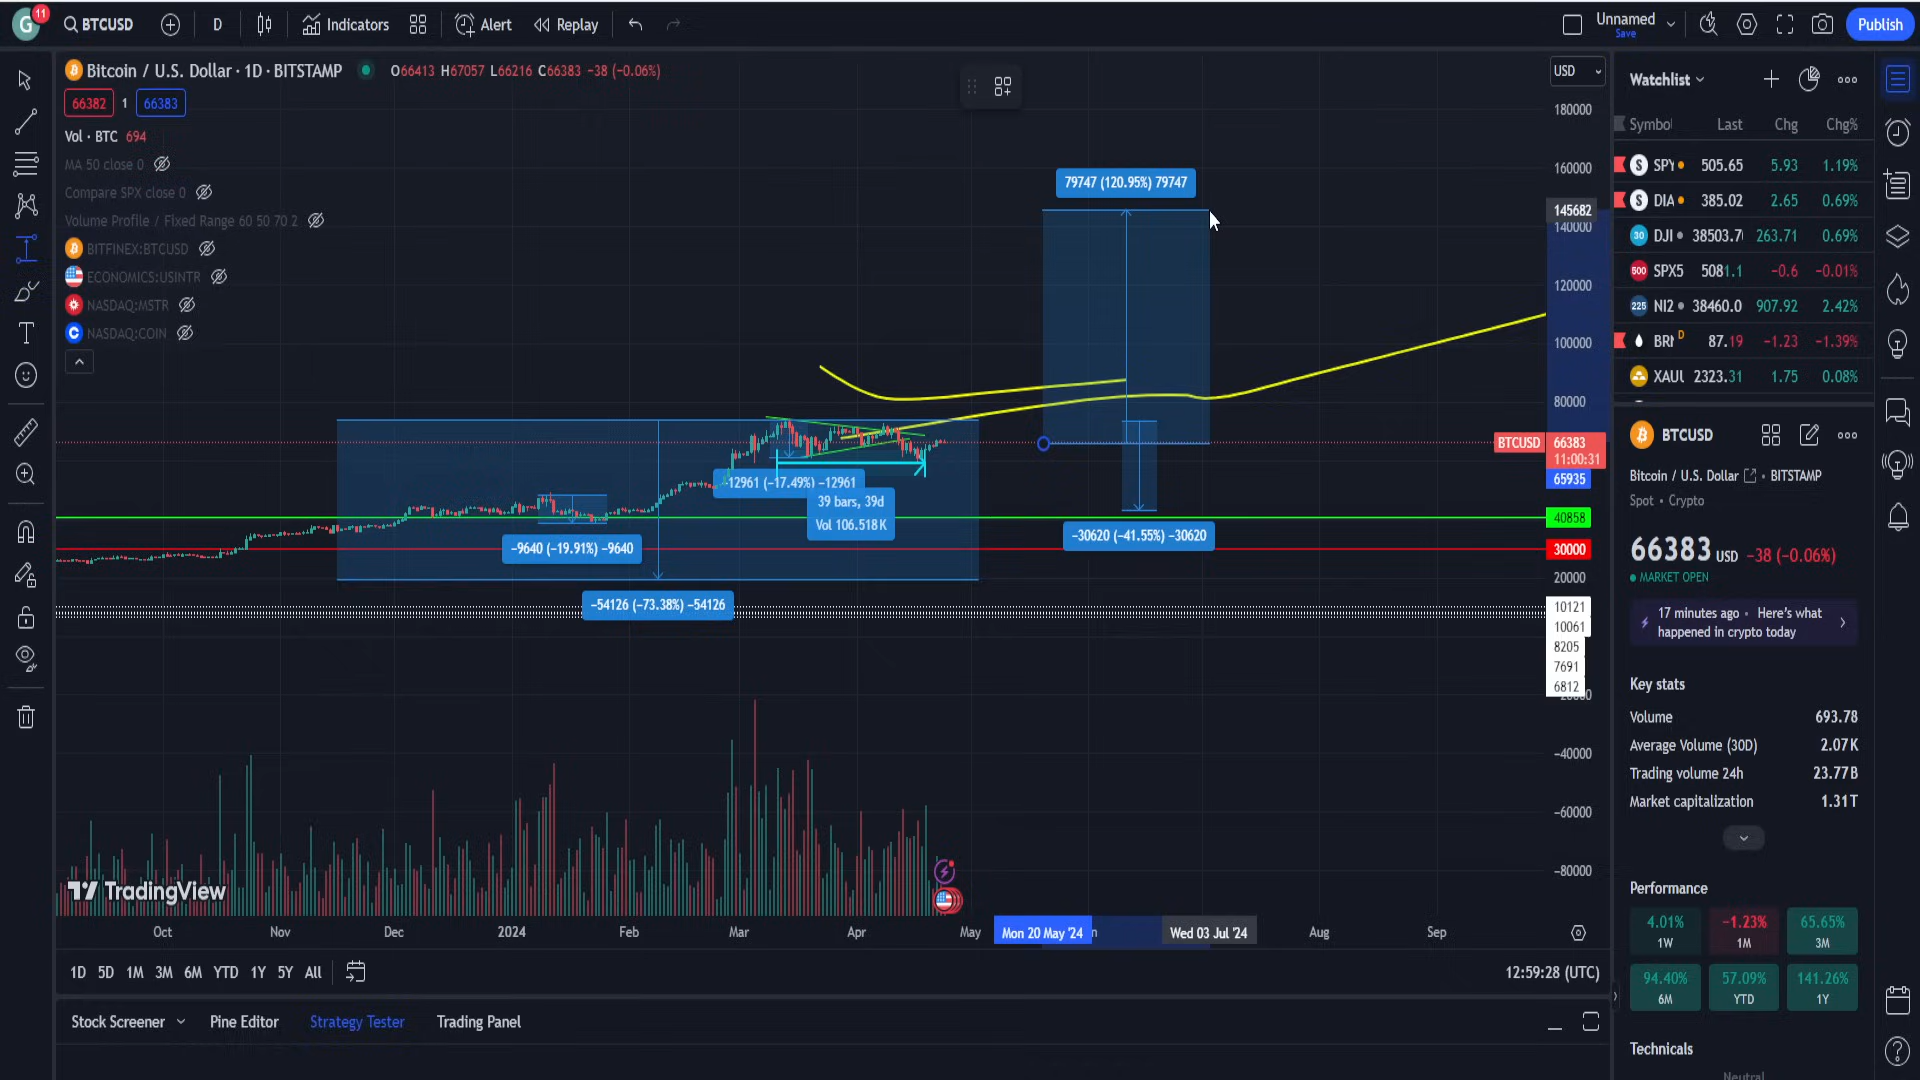 G 11 BTCUSD D Indicators Alert Replay Unnamed Publish
Save
Bitcoin / U.S. Dollar · 1D · BITSTAMP O66413 H67057 L66216 C66383 −38 (−0.06%)
66382 1 66383
Vol · BTC 694
MA 50 close 0
Compare SPX close 0
Volume Profile / Fixed Range 60 50 70 2
BITFINEX:BTCUSD
ECONOMICS:USINTR
NASDAQ:MSTR
NASDAQ:COIN
79747 (120.95%) 79747
−12961 (−17.49%) −12961
39 bars, 39d
Vol 106.518K
−9640 (−19.91%) −9640
−30620 (−41.55%) −30620
−54126 (−73.38%) −54126
USD
180000
160000
145682
140000
120000
100000
80000
BTCUSD 66383
11:00:31
65935
40858
30000
20000
10121
10061
8205
7691
6812
−40000
−60000
−80000
TradingView
Oct Nov Dec 2024 Feb Mar Apr May Mon 20 May '24 Wed 03 Jul '24 Aug Sep
1D 5D 1M 3M 6M YTD 1Y 5Y All 12:59:28 (UTC)
Stock Screener Pine Editor Strategy Tester Trading Panel
Watchlist
Symbol Last Chg Chg%
SPY 505.65 5.93 1.19%
DIA 385.02 2.65 0.69%
30 DJI 38503.7 263.71 0.69%
500 SPX5 5081.1 −0.6 −0.01%
225 NI2 38460.0 907.92 2.42%
BRN D 87.19 −1.23 −1.39%
XAUU 2323.31 1.75 0.08%
BTCUSD
Bitcoin / U.S. Dollar · BITSTAMP
Spot · Crypto
66383 USD −38 (−0.06%)
MARKET OPEN
17 minutes ago · Here's what
happened in crypto today
Key stats
Volume 693.78
Average Volume (30D) 2.07K
Trading volume 24h 23.77B
Market capitalization 1.31T
Performance
4.01% −1.23% 65.65%
1W 1M 3M
94.40% 57.09% 141.26%
6M YTD 1Y
Technicals
Neutral